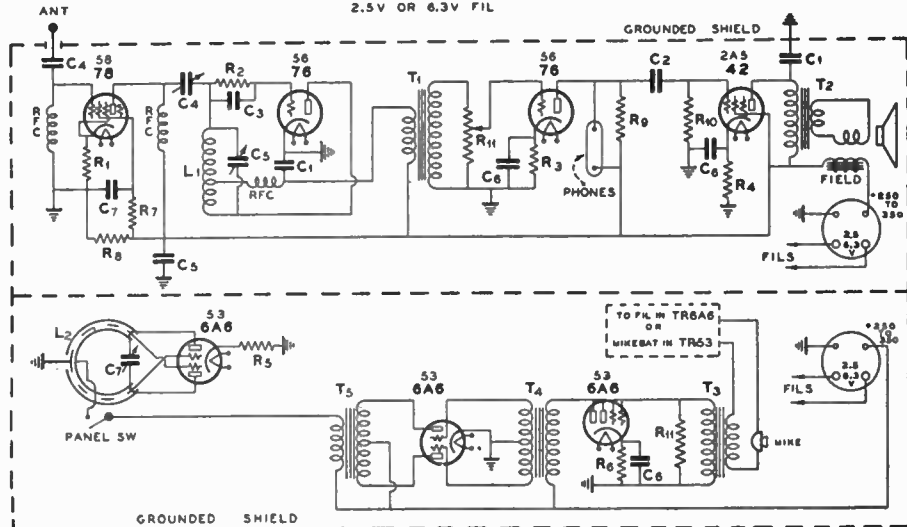 2.5V OR 6.3V FIL
ANT
GROUNDED SHIELD
C4
58
78
RFC
R1
C7
R7
R8
RFC
C5
C4
R2
C3
56
76
L1
C5
RFC
C1
T1
R11
56
76
C6
R3
PHONES
R9
C2
R10
2A5
42
C6
R4
C1
T2
FIELD
+250
TO
350
2.5
6.3
V
FILS
L2
C7
53
6A6
R5
PANEL SW
T5
53
6A6
T4
53
6A6
R6
C6
R11
T3
TO FIL IN TR6A6
OR
MIKEBAT IN TR53
MIKE
+250
TO
350
2.5
6.3
V
FILS
GROUNDED SHIELD